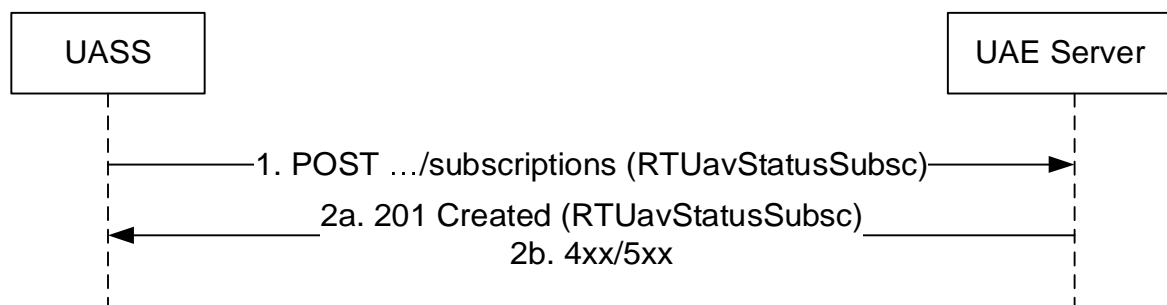 UASS
UAE Server
1. POST …/subscriptions (RTUavStatusSubsc)
2a. 201 Created (RTUavStatusSubsc)
2b. 4xx/5xx